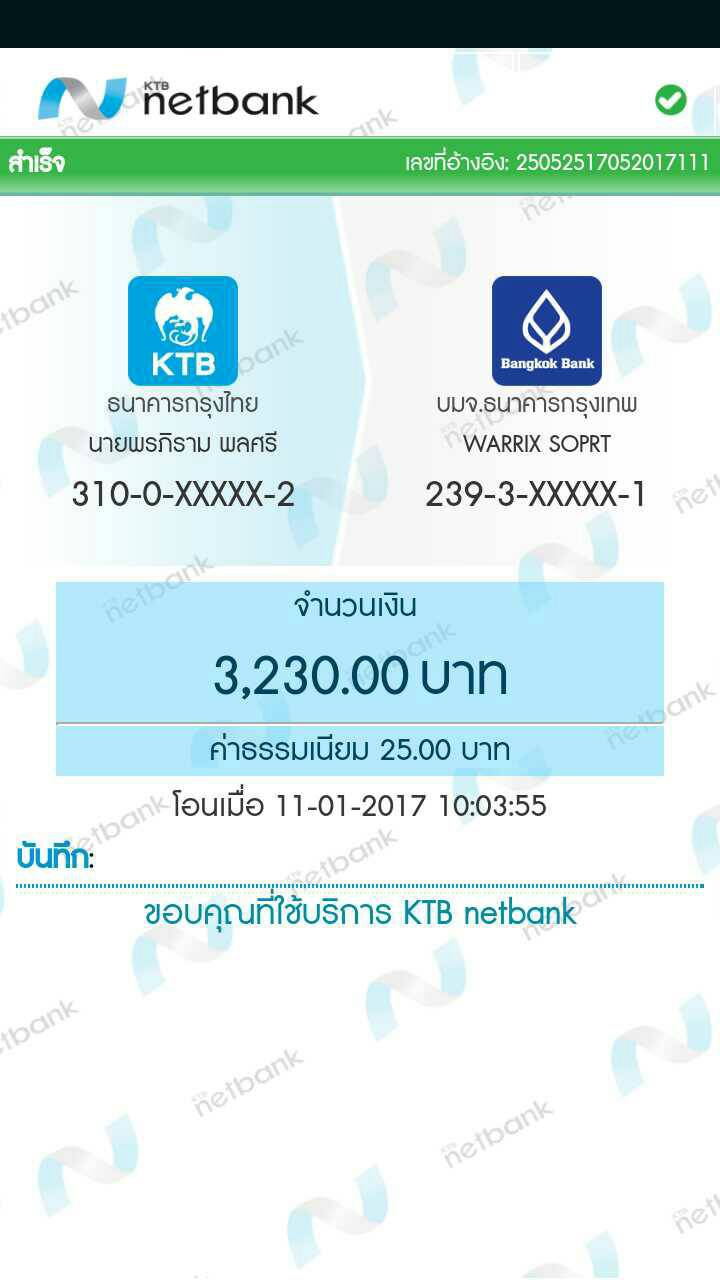 KTB
netbank
สำเร็จ
เลขที่อ้างอิง: 25052517052017111
KTB
Bangkok Bank
ธนาคารกรุงไทย
บมจ.ธนาคารกรุงเทพ
นายพรภิราม พลศรี
WARRIX SOPRT
310-0-XXXXX-2
239-3-XXXXX-1
จำนวนเงิน
3,230.00 บาท
ค่าธรรมเนียม 25.00 บาท
โอนเมื่อ 11-01-2017 10:03:55
บันทึก:
ขอบคุณที่ใช้บริการ KTB netbank